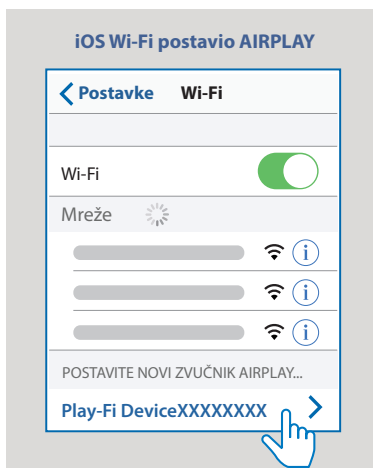 iOS Wi-Fi postavio AIRPLAY
Postavke Wi-Fi
Wi-Fi
Mreže
i
i
i
POSTAVITE NOVI ZVUČNIK AIRPLAY...
Play-Fi DeviceXXXXXXXX